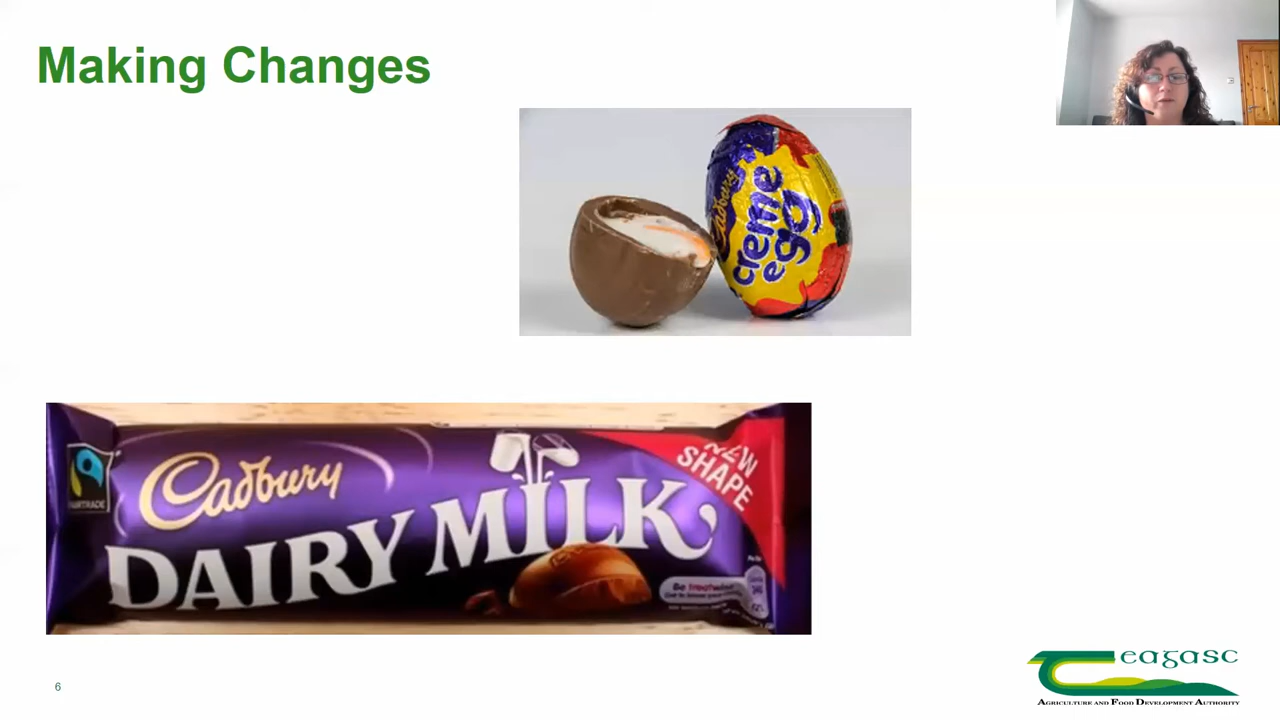 Making Changes
Cadbury
creme
egg
FAIRTRADE
Cadbury
DAIRY MILK
NEW
SHAPE
Be treatwise
6
eagasc
AGRICULTURE AND FOOD DEVELOPMENT AUTHORITY